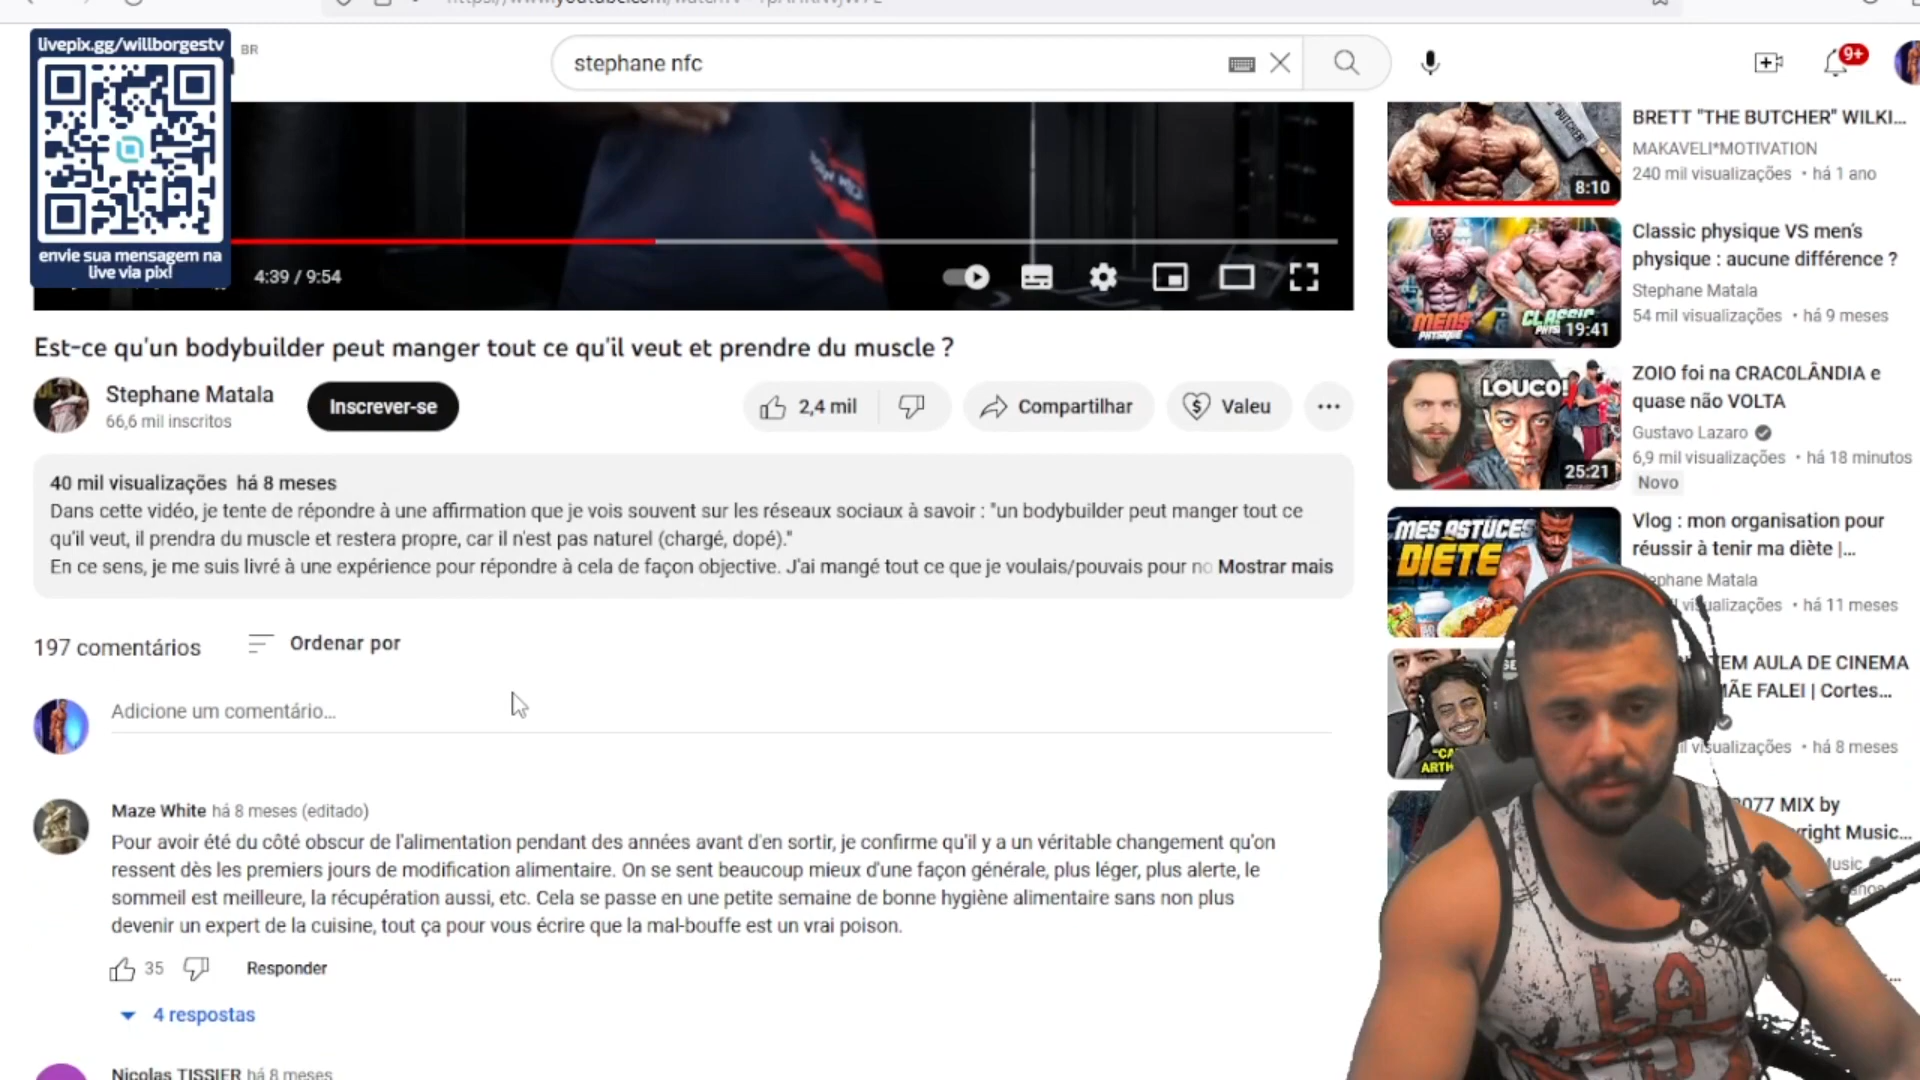 livepix.gg/willborgestv
BR
stephane nfc
9+
envie sua mensagem na
live via pix!
4:39 / 9:54
Est-ce qu'un bodybuilder peut manger tout ce qu'il veut et prendre du muscle ?
Stephane Matala
66,6 mil inscritos
Inscrever-se
2,4 mil
Compartilhar
Valeu
40 mil visualizações há 8 meses
Dans cette vidéo, je tente de répondre à une affirmation que je vois souvent sur les réseaux sociaux à savoir : "un bodybuilder peut manger tout ce
qu'il veut, il prendra du muscle et restera propre, car il n'est pas naturel (chargé, dopé)."
En ce sens, je me suis livré à une expérience pour répondre à cela de façon objective. J'ai mangé tout ce que je voulais/pouvais pour no Mostrar mais
197 comentários
Ordenar por
Adicione um comentário...
Maze White há 8 meses (editado)
Pour avoir été du côté obscur de l'alimentation pendant des années avant d'en sortir, je confirme qu'il y a un véritable changement qu'on
ressent dès les premiers jours de modification alimentaire. On se sent beaucoup mieux d'une façon générale, plus léger, plus alerte, le
sommeil est meilleure, la récupération aussi, etc. Cela se passe en une petite semaine de bonne hygiène alimentaire sans non plus
devenir un expert de la cuisine, tout ça pour vous écrire que la mal-bouffe est un vrai poison.
35
Responder
4 respostas
Nicolas TISSIER há 8 meses
BUTCHER
8:10
BRETT "THE BUTCHER" WILKI...
MAKAVELI*MOTIVATION
240 mil visualizações • há 1 ano
MENS
PHYSIQUE
CLASSIC
19:41
Classic physique VS men's
physique : aucune différence ?
Stephane Matala
54 mil visualizações • há 9 meses
LOUCO!
25:21
ZOIO foi na CRAC0LÂNDIA e
quase não VOLTA
Gustavo Lazaro
6,9 mil visualizações • há 18 minutos
Novo
MES ASTUCES
DIÈTE
Vlog : mon organisation pour
réussir à tenir ma diète |...
Stephane Matala
visualizações • há 11 meses
TEM AULA DE CINEMA
MÃE FALEI | Cortes...
visualizações • há 8 meses
2077 MIX by
LA